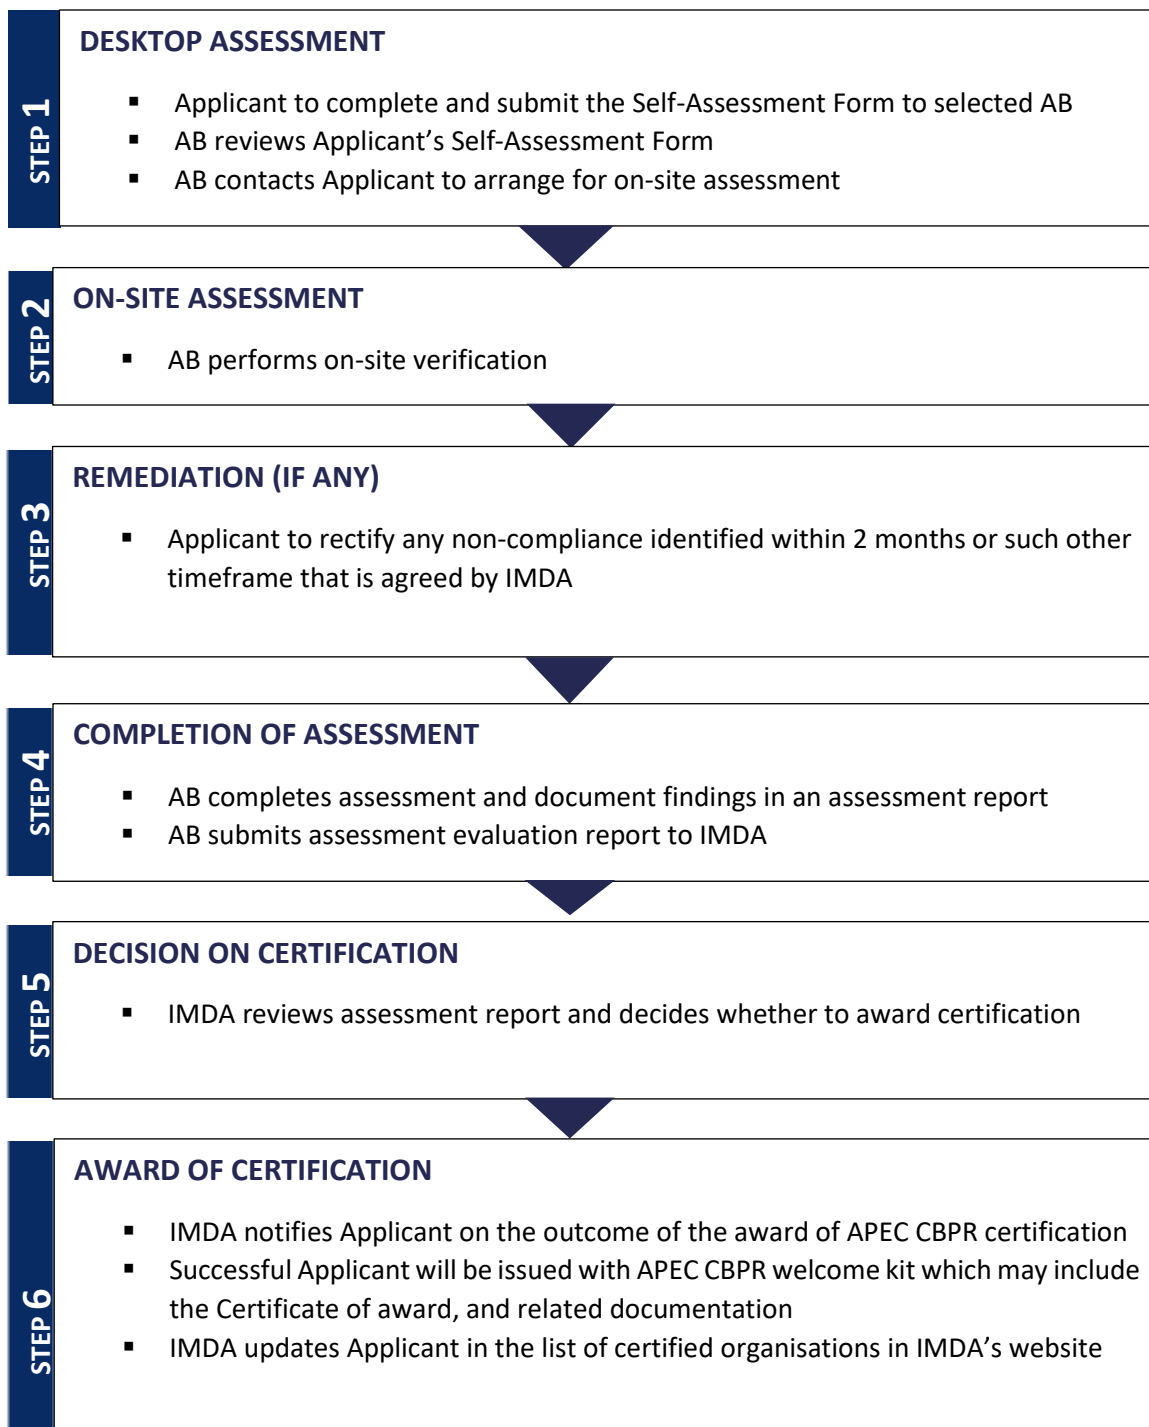 STEP 1
DESKTOP ASSESSMENT
▪ Applicant to complete and submit the Self-Assessment Form to selected AB
▪ AB reviews Applicant’s Self-Assessment Form
▪ AB contacts Applicant to arrange for on-site assessment
STEP 2
ON-SITE ASSESSMENT
▪ AB performs on-site verification
STEP 3
REMEDIATION (IF ANY)
▪ Applicant to rectify any non-compliance identified within 2 months or such other
timeframe that is agreed by IMDA
STEP 4
COMPLETION OF ASSESSMENT
▪ AB completes assessment and document findings in an assessment report
▪ AB submits assessment evaluation report to IMDA
STEP 5
DECISION ON CERTIFICATION
▪ IMDA reviews assessment report and decides whether to award certification
STEP 6
AWARD OF CERTIFICATION
▪ IMDA notifies Applicant on the outcome of the award of APEC CBPR certification
▪ Successful Applicant will be issued with APEC CBPR welcome kit which may include
the Certificate of award, and related documentation
▪ IMDA updates Applicant in the list of certified organisations in IMDA’s website